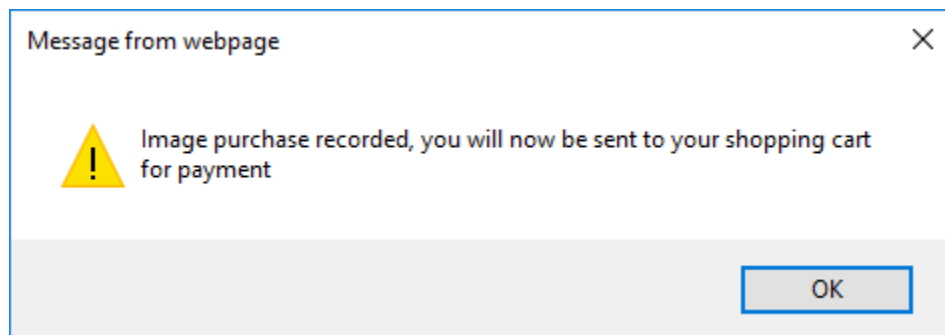 Message from webpage
Image purchase recorded, you will now be sent to your shopping cart
for payment
OK